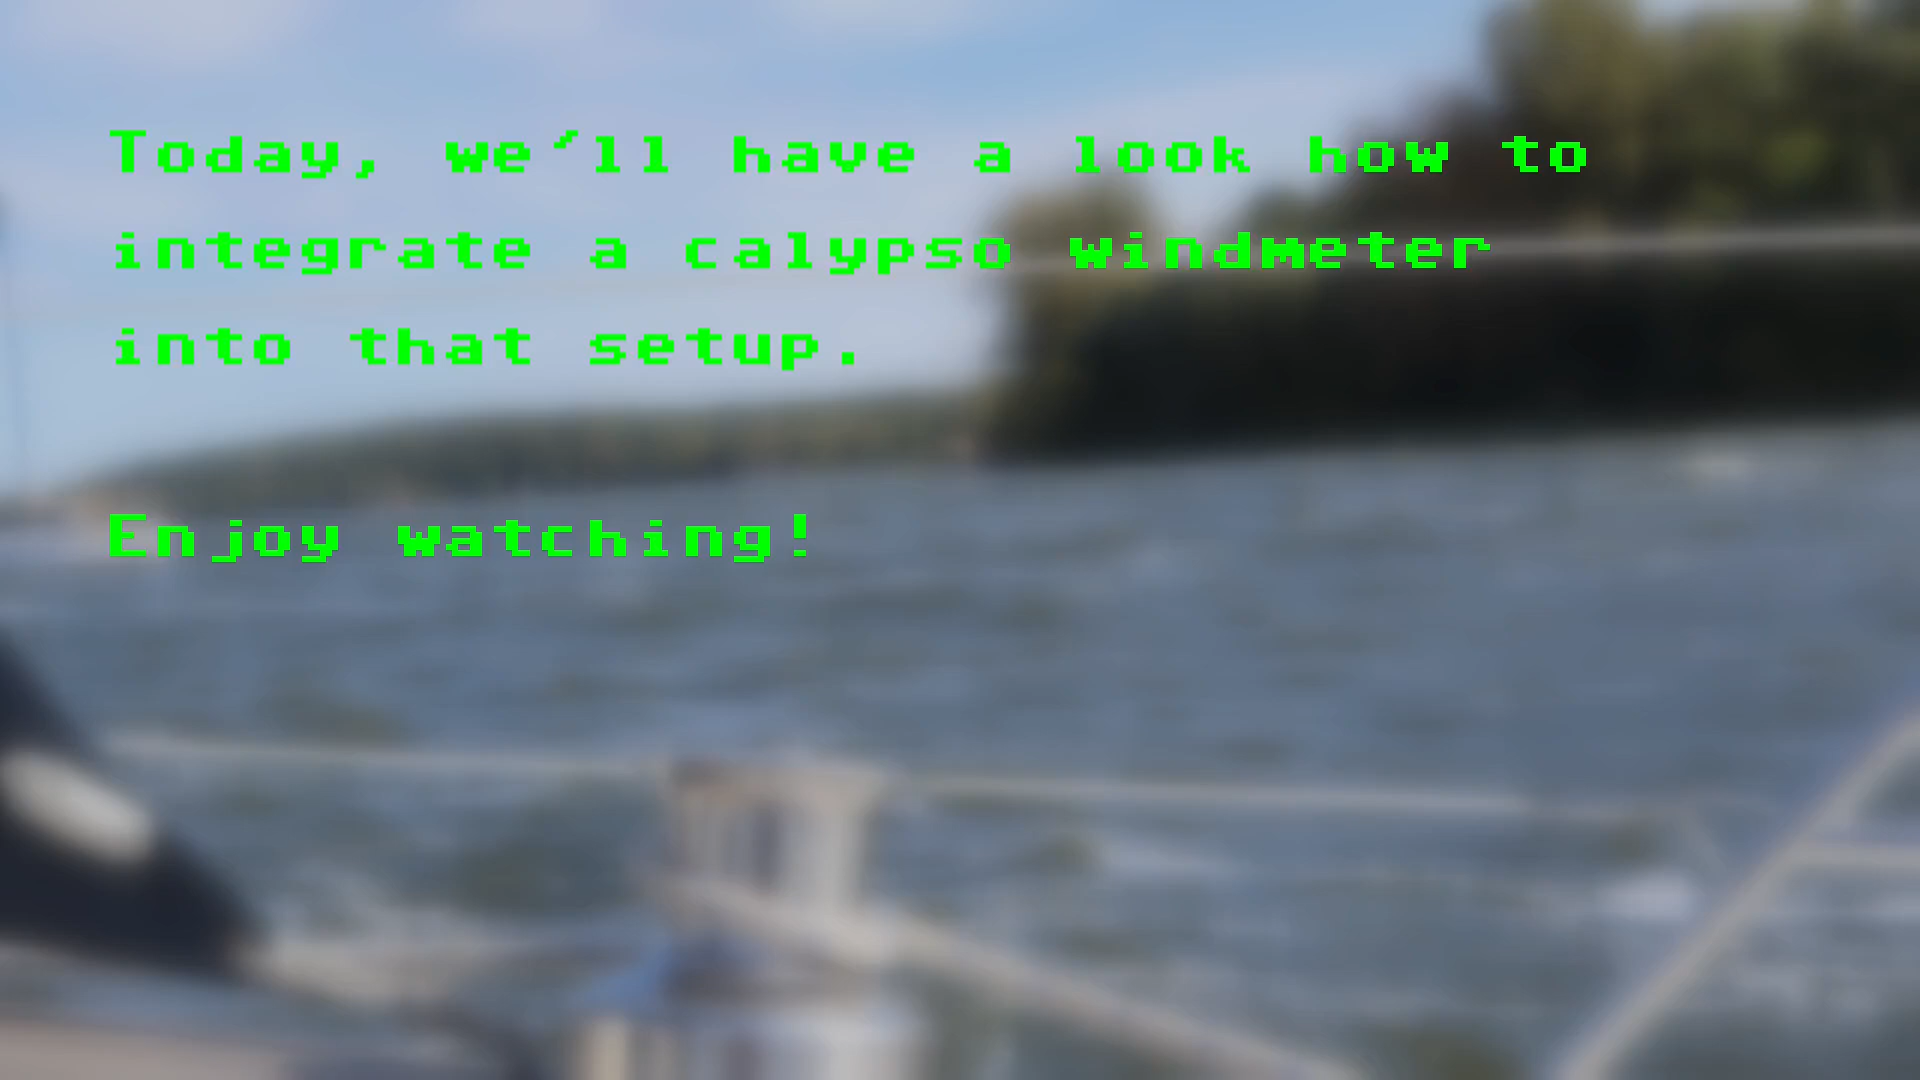 Today, we´ll have a look how to
integrate a calypso windmeter
into that setup.
Enjoy watching!